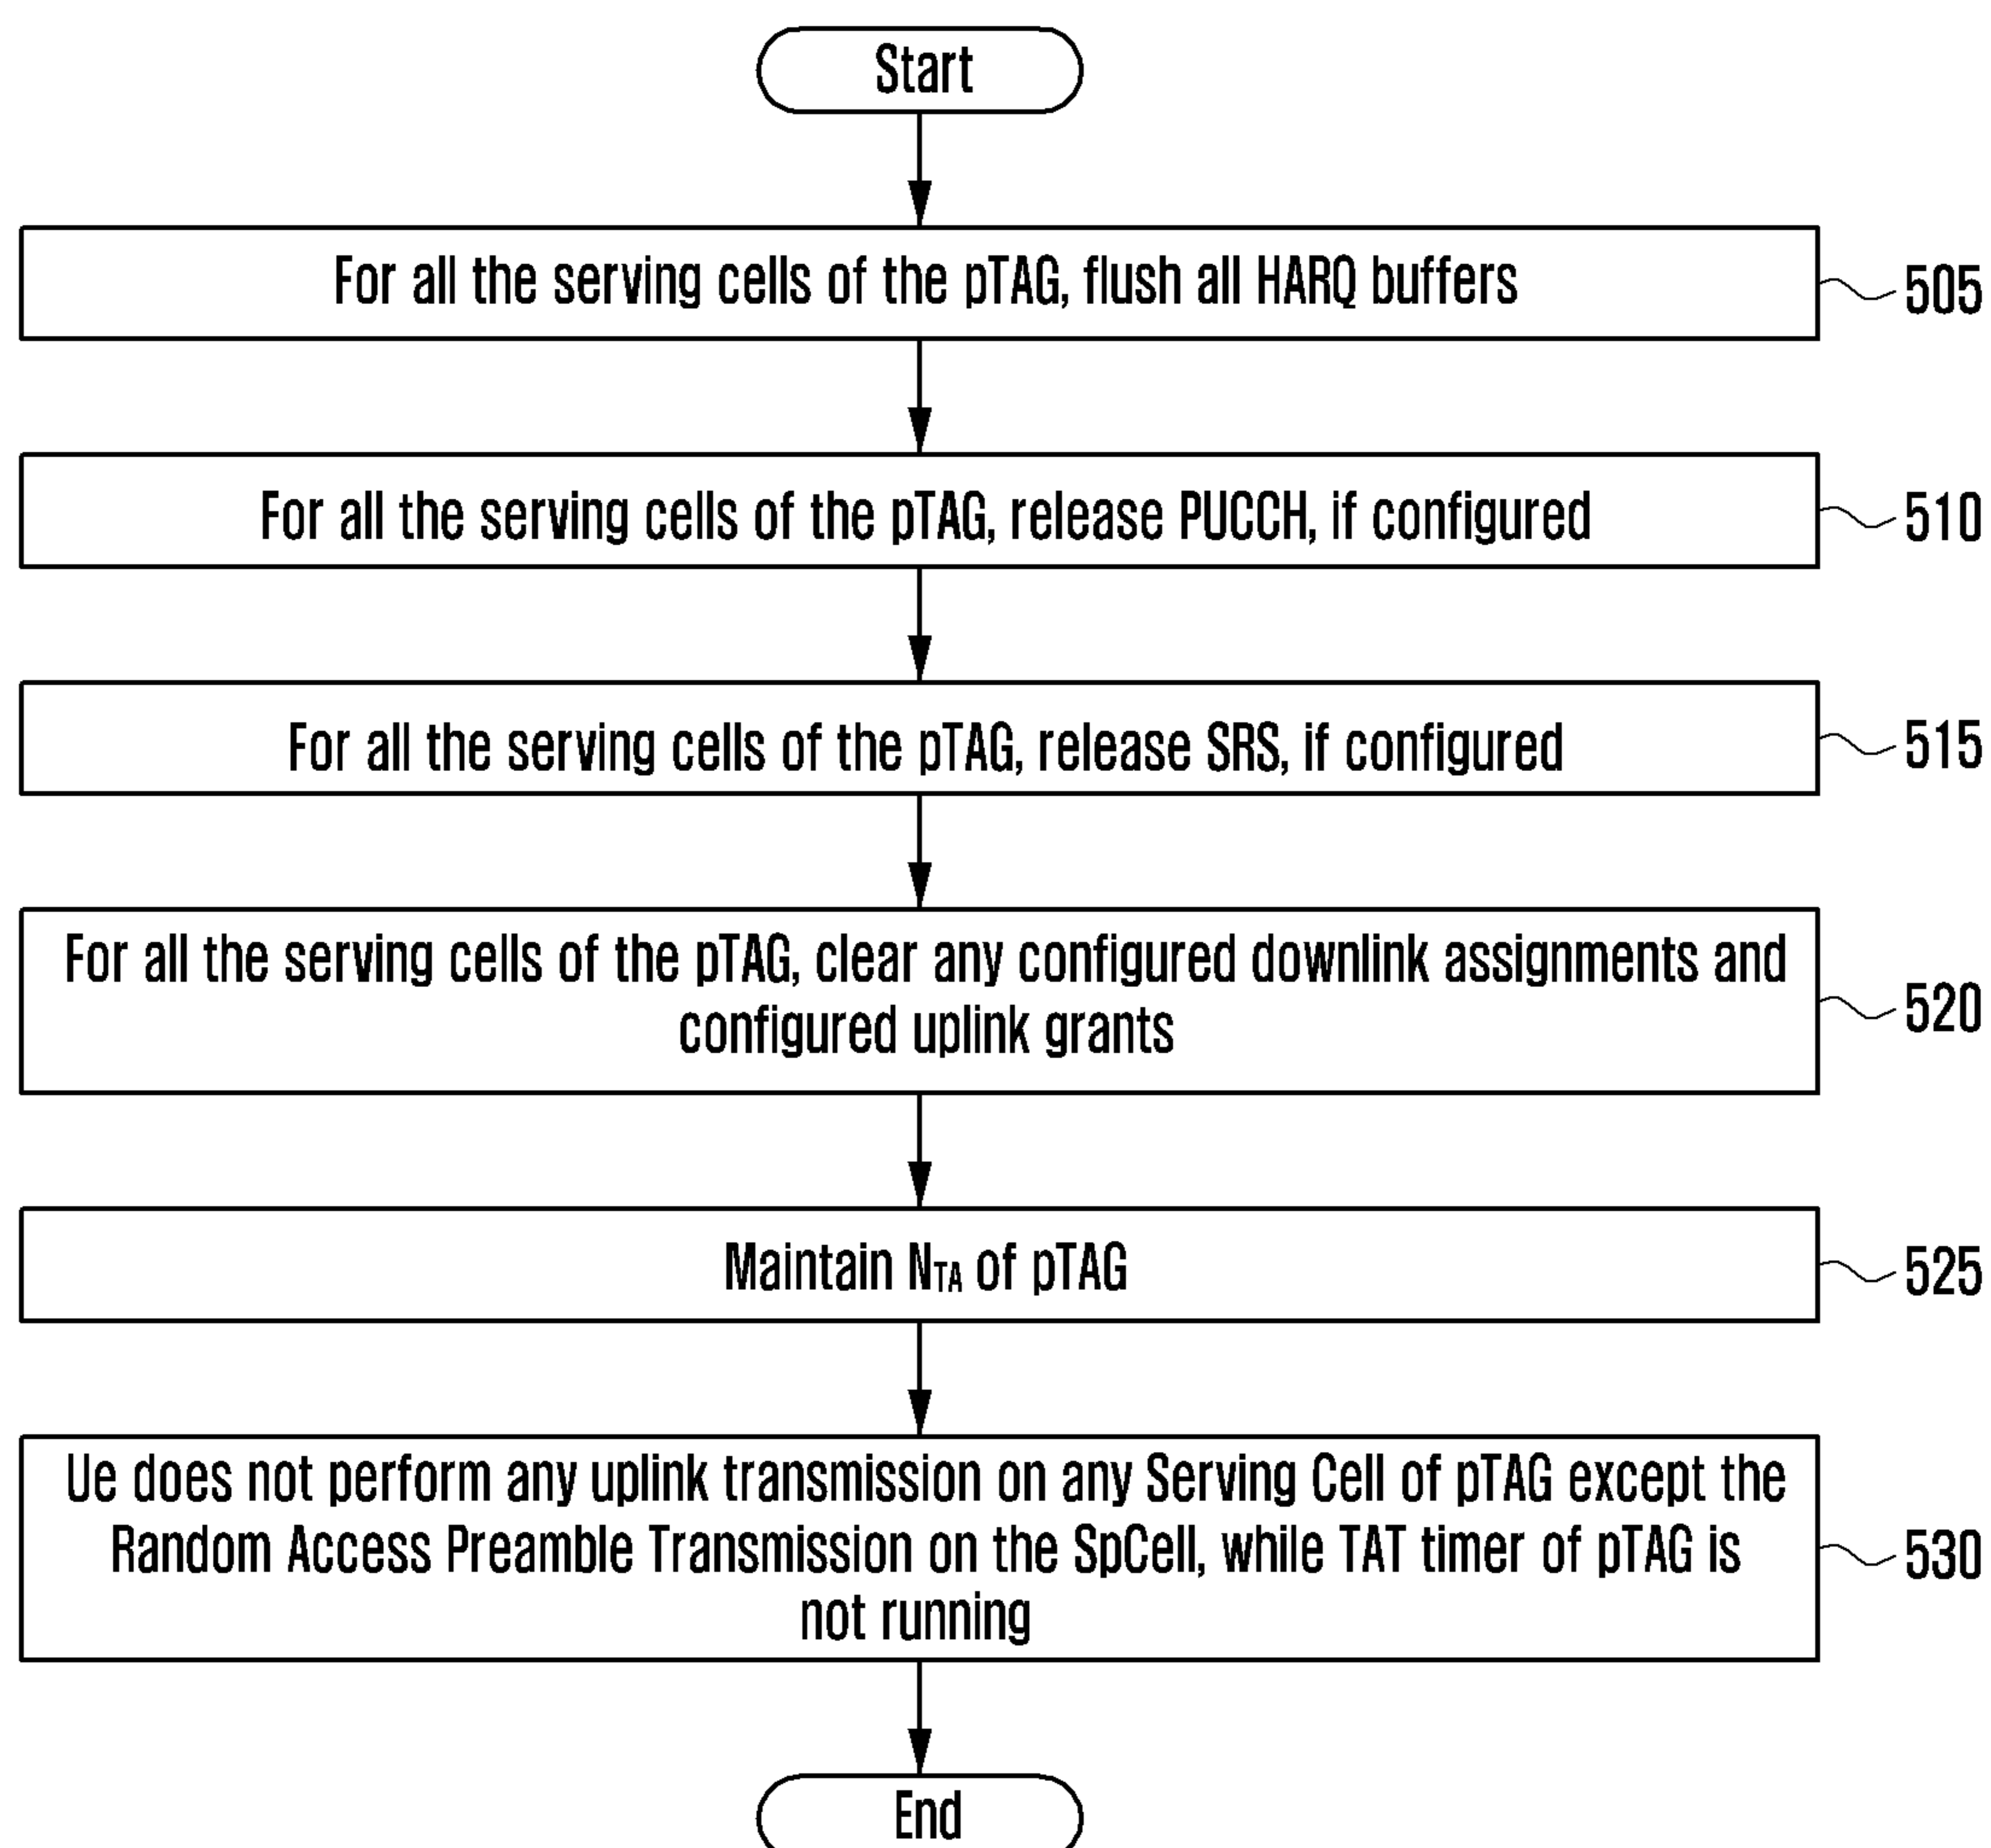 Start
For all the serving cells of the pTAG, flush all HARQ buffers
505
For all the serving cells of the pTAG, release PUCCH, if configured
510
For all the serving cells of the pTAG, release SRS, if configured
515
For all the serving cells of the pTAG, clear any configured downlink assignments and
configured uplink grants
520
Maintain NTA of pTAG
525
Ue does not perform any uplink transmission on any Serving Cell of pTAG except the
Random Access Preamble Transmission on the SpCell, while TAT timer of pTAG is
not running
530
End